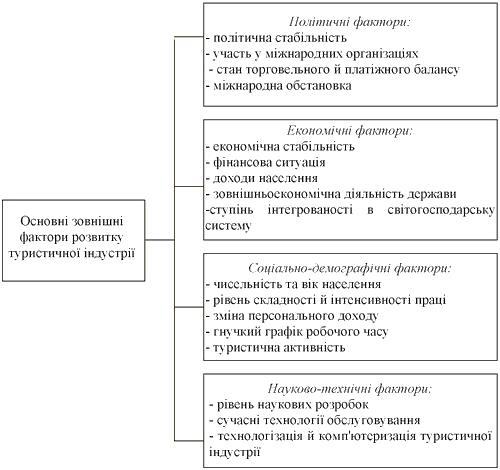 Політичні фактори:
- політична стабільність
- участь у міжнародних організаціях
- стан торговельного й платіжного балансу
- міжнародна обстановка
Економічні фактори:
- економічна стабільність
- фінансова ситуація
- доходи населення
- зовнішньоекономічна діяльність держави
-ступінь інтегрованості в світогосподарську
систему
Основні зовнішні
фактори розвитку
туристичної індустрії
Соціально-демографічні фактори:
- чисельність та вік населення
- рівень складності й інтенсивності праці
- зміна персонального доходу
- гнучкий графік робочого часу
- туристична активність
Науково-технічні фактори:
- рівень наукових розробок
- сучасні технології обслуговування
- технологізація й комп'ютеризація туристичної
індустрії